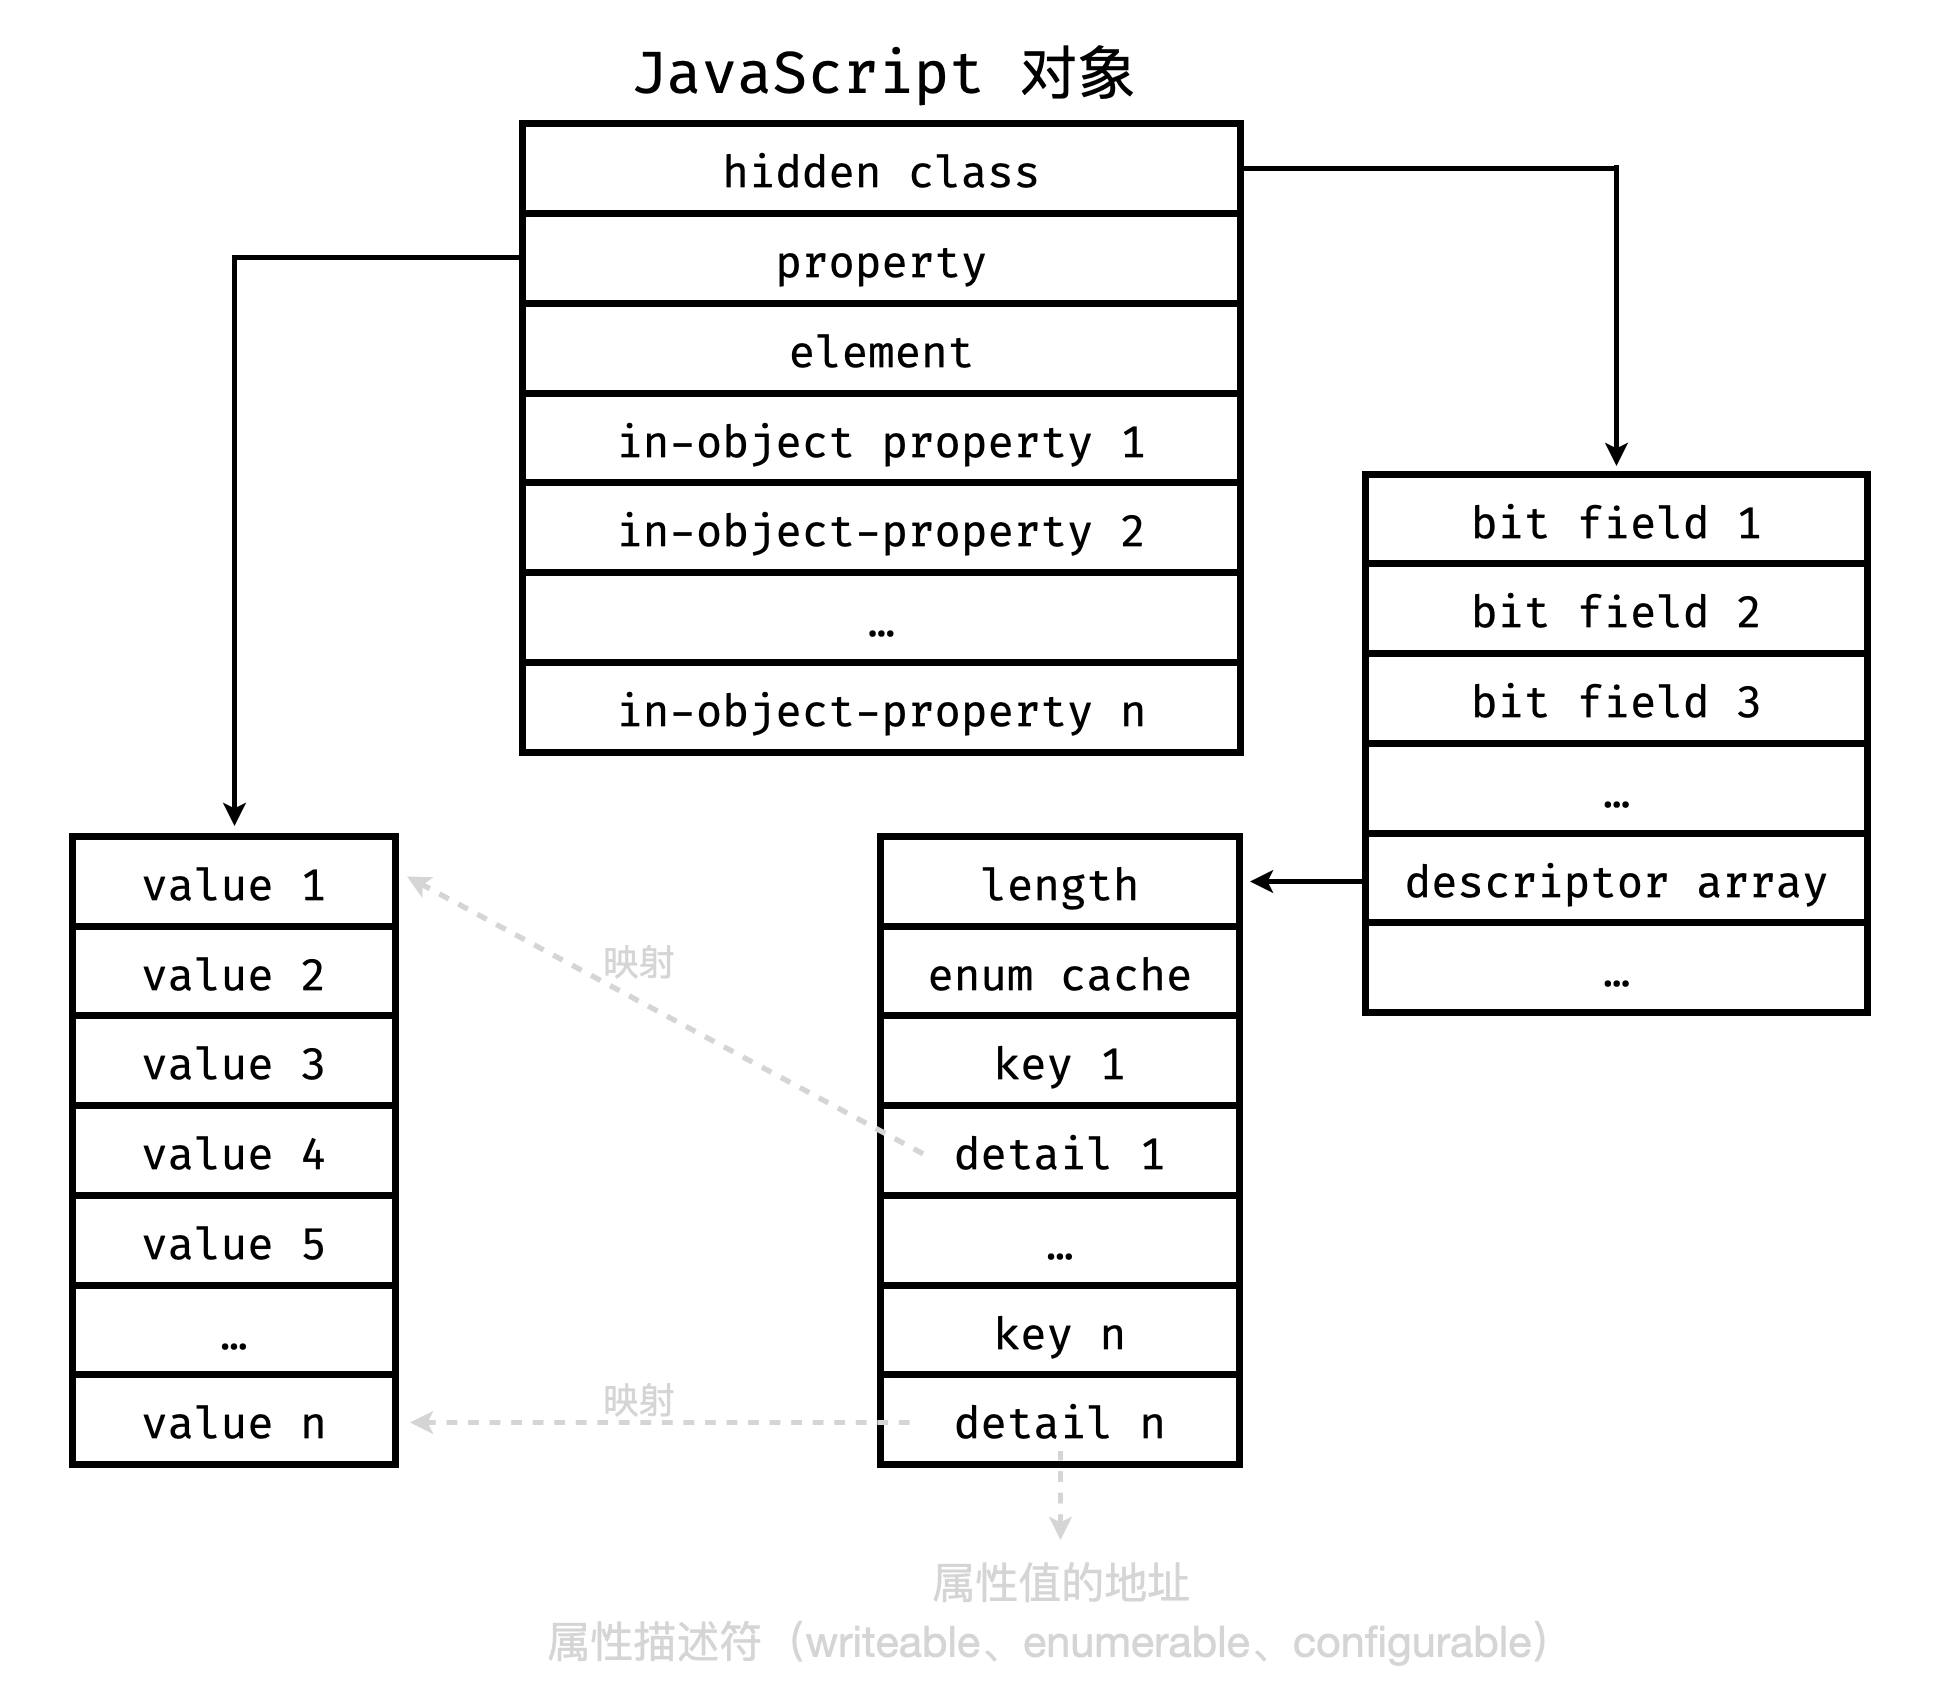 JavaScript 对象
hidden class
property
element
in-object property 1
in-object-property 2
…
in-object-property n
bit field 1
bit field 2
bit field 3
…
descriptor array
…
value 1
value 2
value 3
value 4
value 5
…
value n
映射
映射
length
enum cache
key 1
detail 1
…
key n
detail n
属性值的地址
属性描述符（writeable、enumerable、configurable）